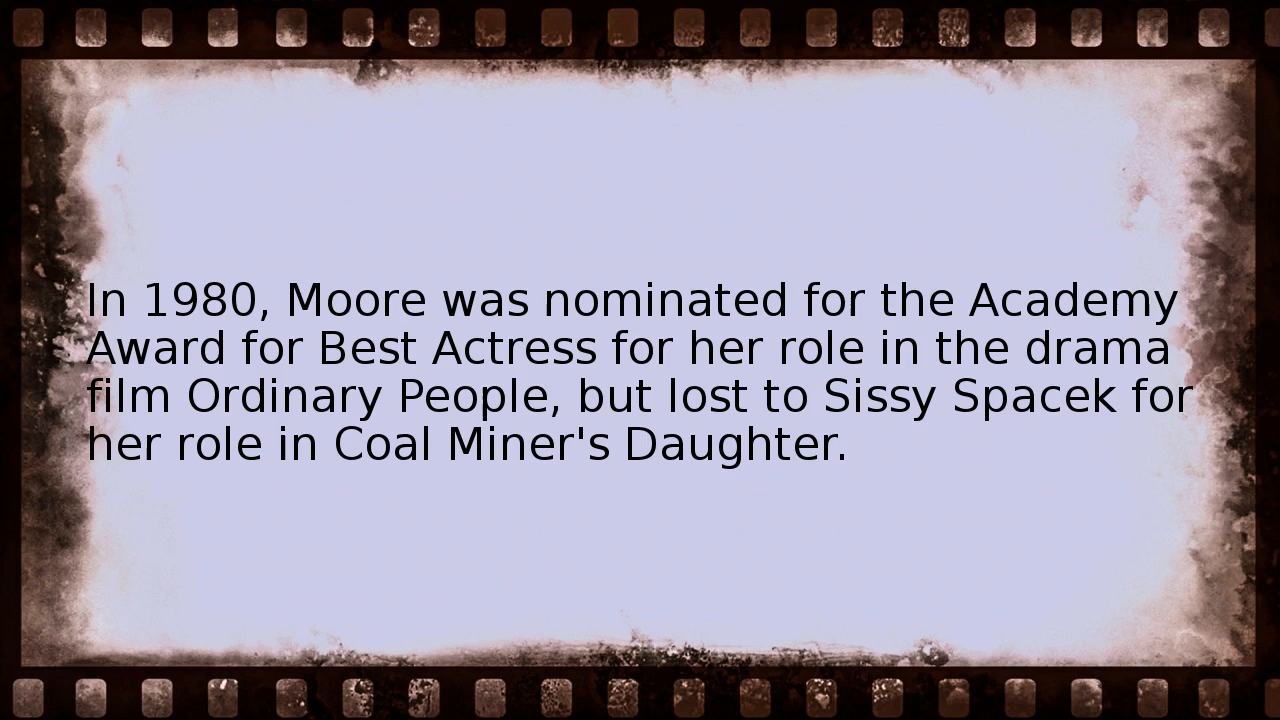 In 1980, Moore was nominated for the Academy
Award for Best Actress for her role in the drama
film Ordinary People, but lost to Sissy Spacek for
her role in Coal Miner's Daughter.